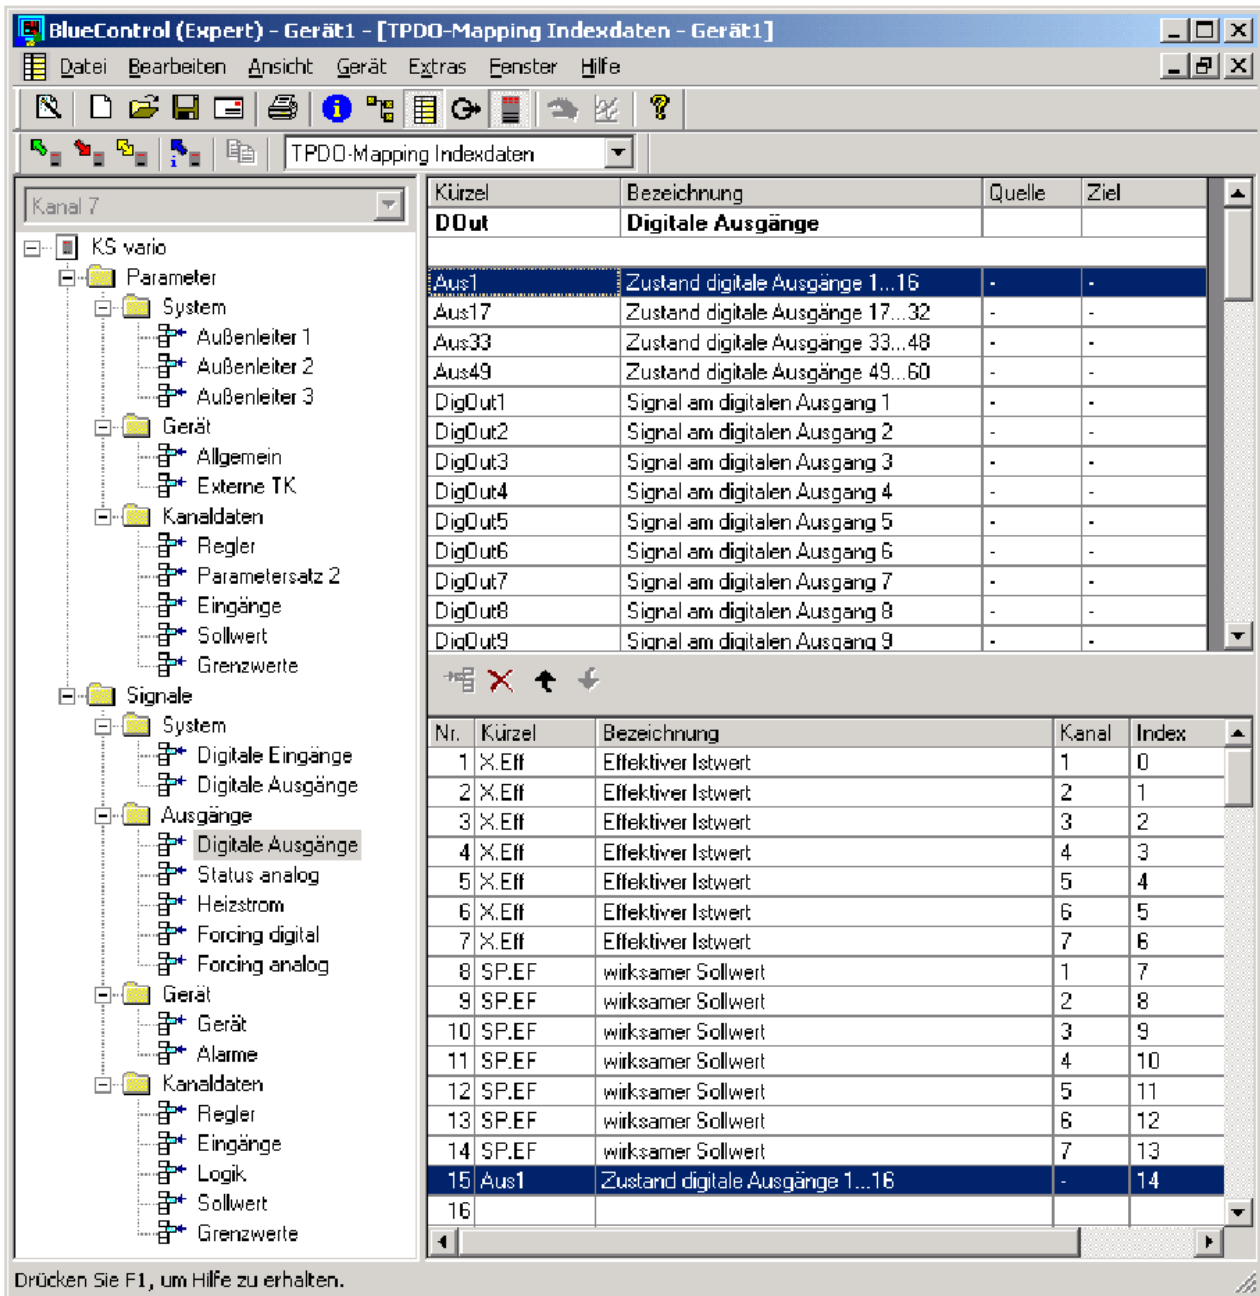 BlueControl (Expert) - Gerät1 - [TPDO-Mapping Indexdaten - Gerät1]
Datei Bearbeiten Ansicht Gerät Extras Fenster Hilfe
TPDO-Mapping Indexdaten
Kanal 7
KS vario
Parameter
System
Außenleiter 1
Außenleiter 2
Außenleiter 3
Gerät
Allgemein
Externe TK
Kanaldaten
Regler
Parametersatz 2
Eingänge
Sollwert
Grenzwerte
Signale
System
Digitale Eingänge
Digitale Ausgänge
Ausgänge
Digitale Ausgänge
Status analog
Heizstrom
Forcing digital
Forcing analog
Gerät
Gerät
Alarme
Kanaldaten
Regler
Eingänge
Logik
Sollwert
Grenzwerte
Kürzel Bezeichnung Quelle Ziel
DOut Digitale Ausgänge
Aus1 Zustand digitale Ausgänge 1...16 - -
Aus17 Zustand digitale Ausgänge 17...32 - -
Aus33 Zustand digitale Ausgänge 33...48 - -
Aus49 Zustand digitale Ausgänge 49...60 - -
DigOut1 Signal am digitalen Ausgang 1 - -
DigOut2 Signal am digitalen Ausgang 2 - -
DigOut3 Signal am digitalen Ausgang 3 - -
DigOut4 Signal am digitalen Ausgang 4 - -
DigOut5 Signal am digitalen Ausgang 5 - -
DigOut6 Signal am digitalen Ausgang 6 - -
DigOut7 Signal am digitalen Ausgang 7 - -
DigOut8 Signal am digitalen Ausgang 8 - -
DigOut9 Signal am digitalen Ausgang 9 - -
Nr. Kürzel Bezeichnung Kanal Index
1 X.Eff Effektiver Istwert 1 0
2 X.Eff Effektiver Istwert 2 1
3 X.Eff Effektiver Istwert 3 2
4 X.Eff Effektiver Istwert 4 3
5 X.Eff Effektiver Istwert 5 4
6 X.Eff Effektiver Istwert 6 5
7 X.Eff Effektiver Istwert 7 6
8 SP.EF wirksamer Sollwert 1 7
9 SP.EF wirksamer Sollwert 2 8
10 SP.EF wirksamer Sollwert 3 9
11 SP.EF wirksamer Sollwert 4 10
12 SP.EF wirksamer Sollwert 5 11
13 SP.EF wirksamer Sollwert 6 12
14 SP.EF wirksamer Sollwert 7 13
15 Aus1 Zustand digitale Ausgänge 1...16 - 14
16
Drücken Sie F1, um Hilfe zu erhalten.